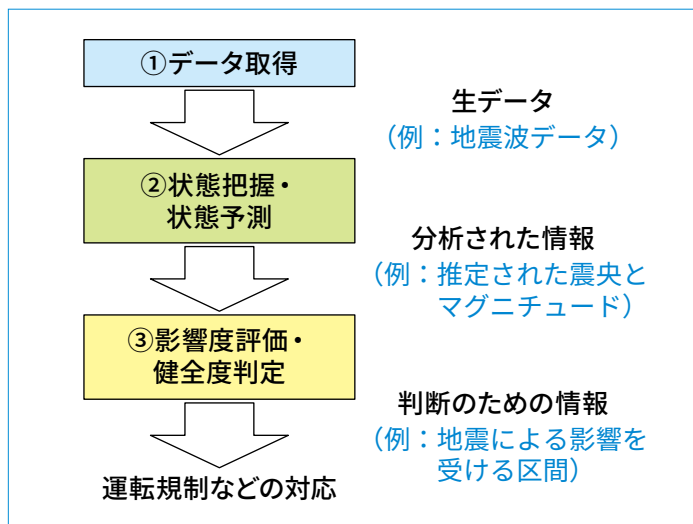 ①データ取得
生データ
（例：地震波データ）
②状態把握・
状態予測
分析された情報
（例：推定された震央と
マグニチュード）
③影響度評価・
健全度判定
判断のための情報
（例：地震による影響を
受ける区間）
運転規制などの対応